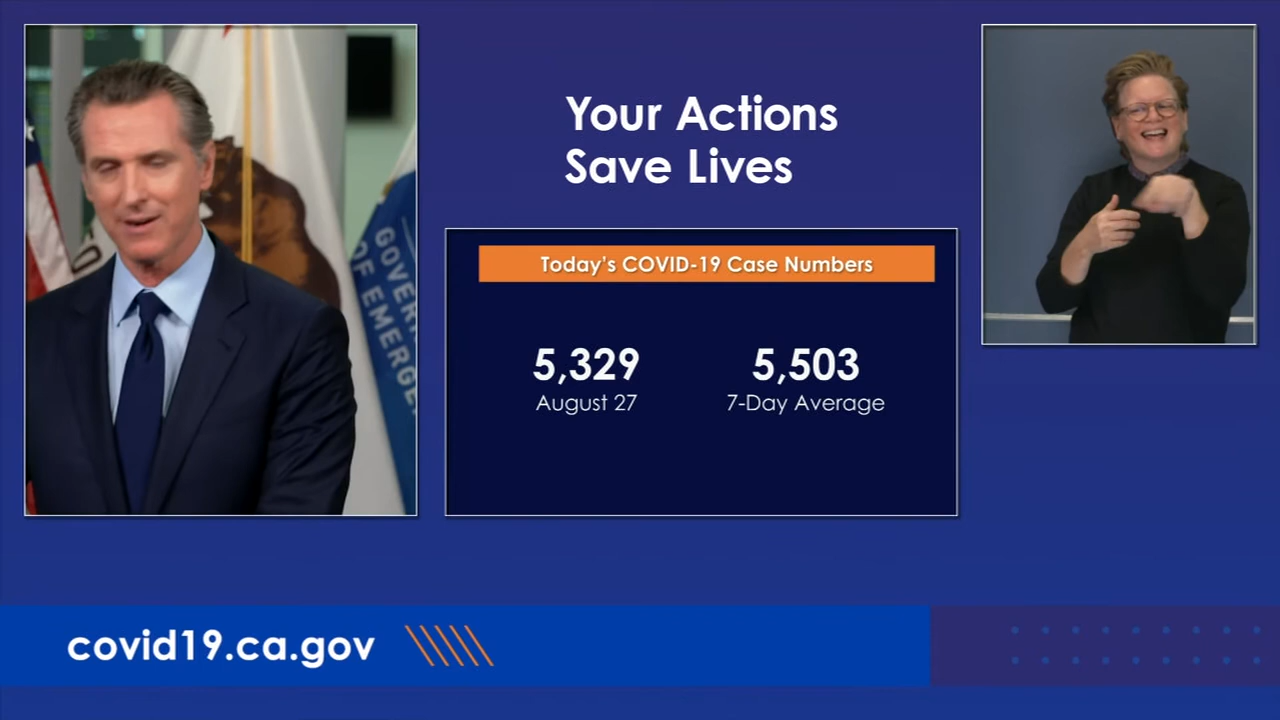 Your Actions
Save Lives
Today's COVID-19 Case Numbers
5,329
August 27
5,503
7-Day Average
covid19.ca.gov